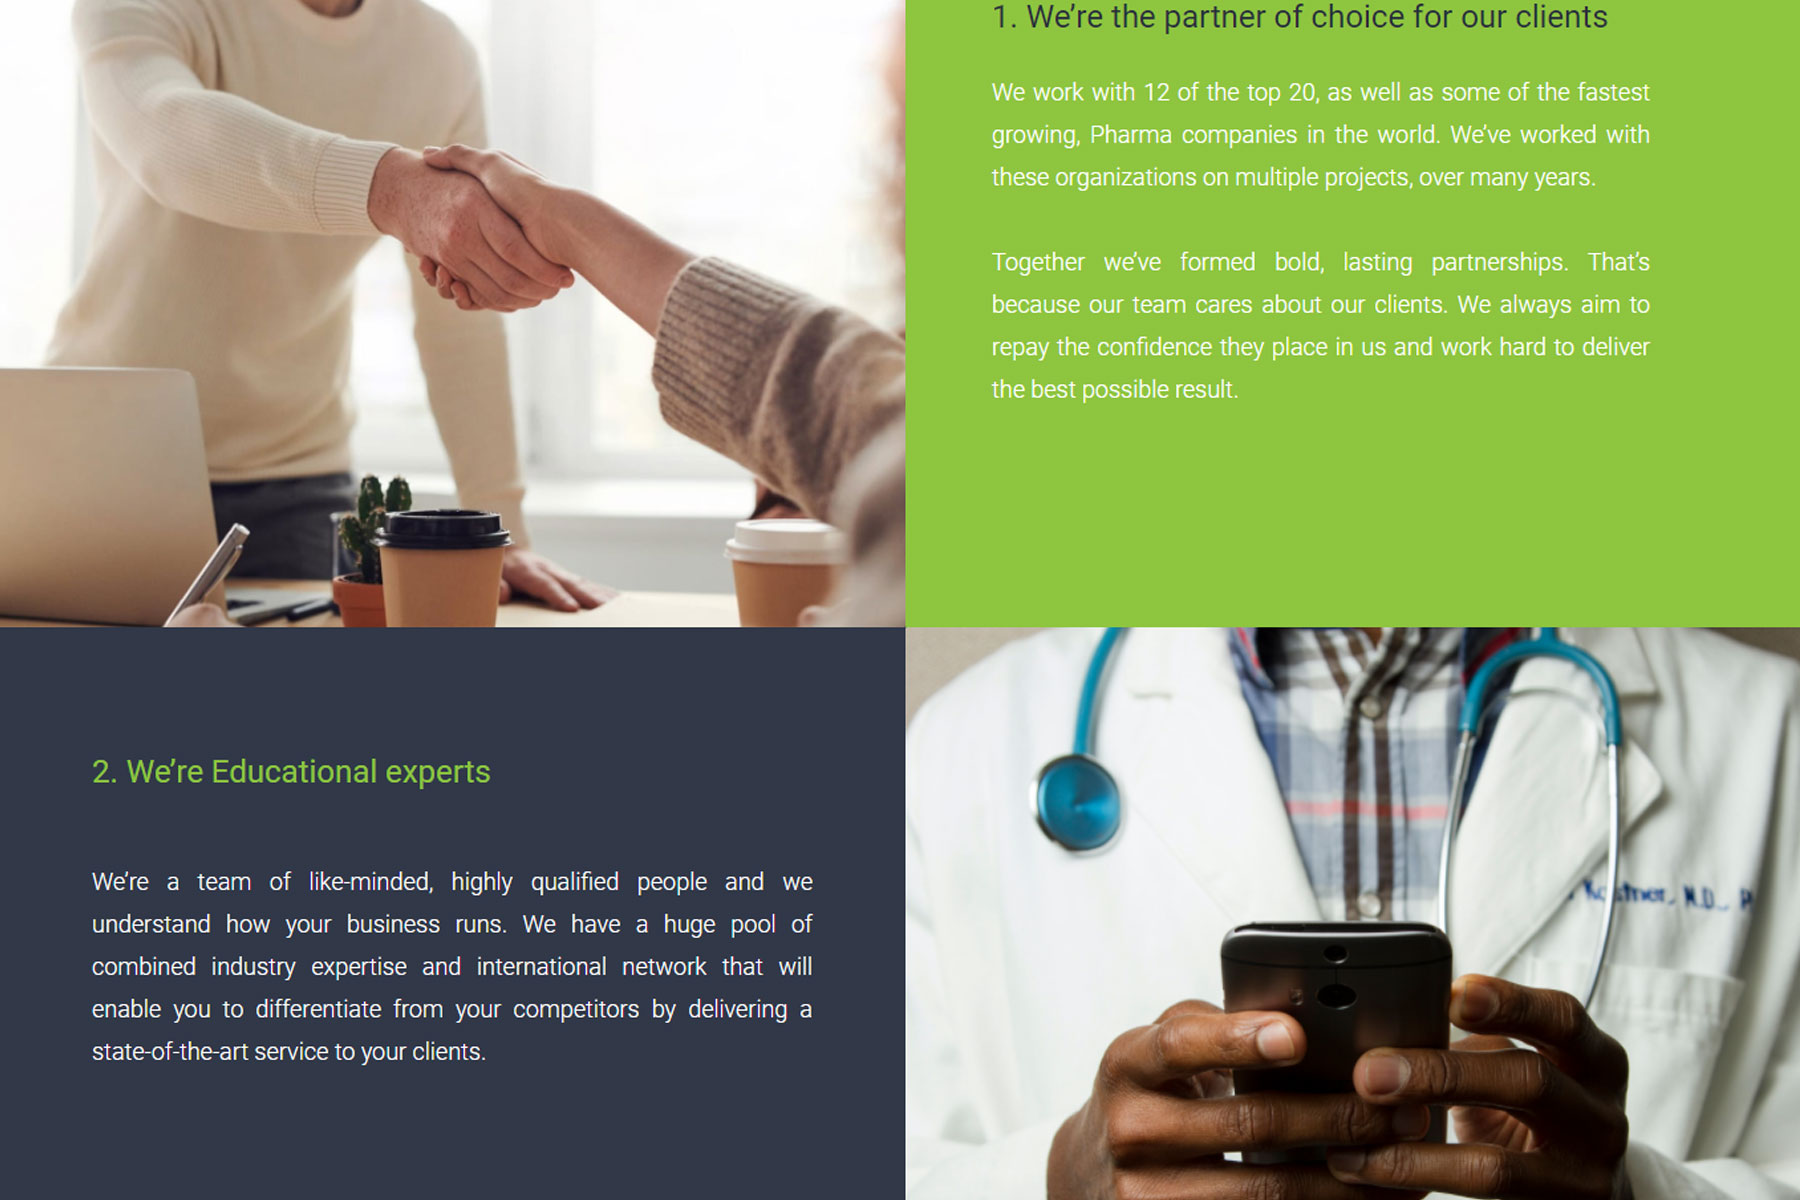 1. We're the partner of choice for our clients
We work with 12 of the top 20, as well as some of the fastest
growing, Pharma companies in the world. We've worked with
these organizations on multiple projects, over many years.
Together we've formed bold, lasting partnerships. That's
because our team cares about our clients. We always aim to
repay the confidence they place in us and work hard to deliver
the best possible result.
2. We're Educational experts
We're a team of like-minded, highly qualified people and we
understand how your business runs. We have a huge pool of
combined industry expertise and international network that will
enable you to differentiate from your competitors by delivering a
state-of-the-art service to your clients.
M.D.